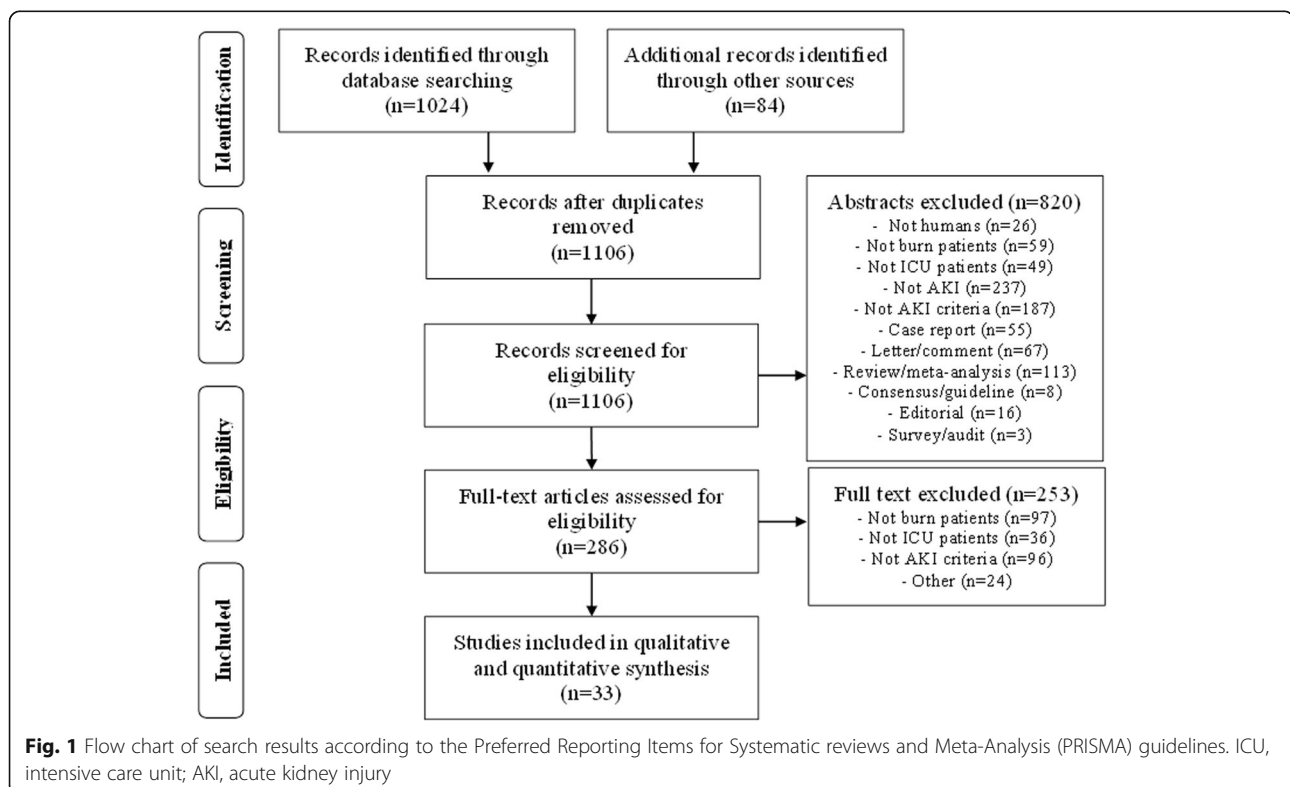 Identification
Records identified through
database searching
(n=1024)
Additional records identified
through other sources
(n=84)
Screening
Records after duplicates
removed
(n=1106)
Abstracts excluded (n=820)
- Not humans (n=26)
- Not burn patients (n=59)
- Not ICU patients (n=49)
- Not AKI (n=237)
- Not AKI criteria (n=187)
- Case report (n=55)
- Letter/comment (n=67)
- Review/meta-analysis (n=113)
- Consensus/guideline (n=8)
- Editorial (n=16)
- Survey/audit (n=3)
Records screened for
eligibility
(n=1106)
Eligibility
Full-text articles assessed for
eligibility
(n=286)
Full text excluded (n=253)
- Not burn patients (n=97)
- Not ICU patients (n=36)
- Not AKI criteria (n=96)
- Other (n=24)
Included
Studies included in qualitative
and quantitative synthesis
(n=33)
Fig. 1 Flow chart of search results according to the Preferred Reporting Items for Systematic reviews and Meta-Analysis (PRISMA) guidelines. ICU,
intensive care unit; AKI, acute kidney injury